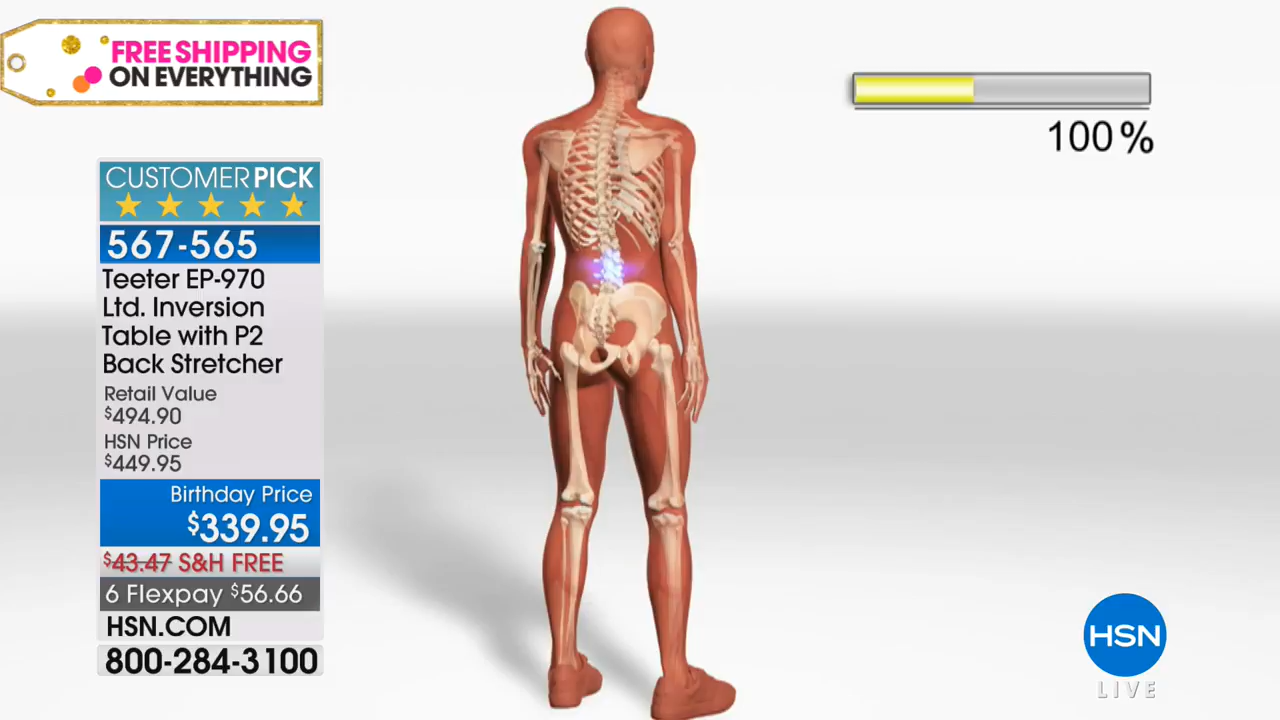 FREE SHIPPING
ON EVERYTHING
CUSTOMER PICK
567-565
Teeter EP-970
Ltd. Inversion
Table with P2
Back Stretcher
Retail Value
$494.90
HSN Price
$449.95
Birthday Price
$339.95
$43.47 S&H FREE
6 Flexpay $56.66
HSN.COM
800-284-3100
100%
HSN
LIVE